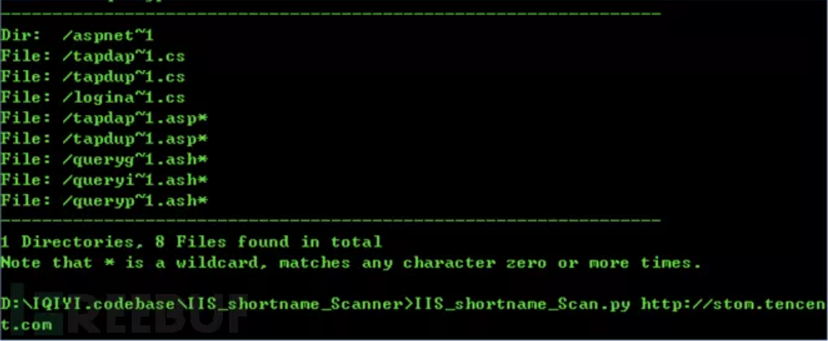 Dir:  /aspnet~1
File: /tapdap~1.cs
File: /tapdup~1.cs
File: /logina~1.cs
File: /tapdap~1.asp*
File: /tapdup~1.asp*
File: /queryg~1.ash*
File: /queryi~1.ash*
File: /queryp~1.ash*
1 Directories, 8 Files found in total
Note that * is a wildcard, matches any character zero or more times.
D:\IQIYI.codebase\IIS_shortname_Scanner>IIS_shortname_Scan.py http://stom.tencen
t.com
REEBUF